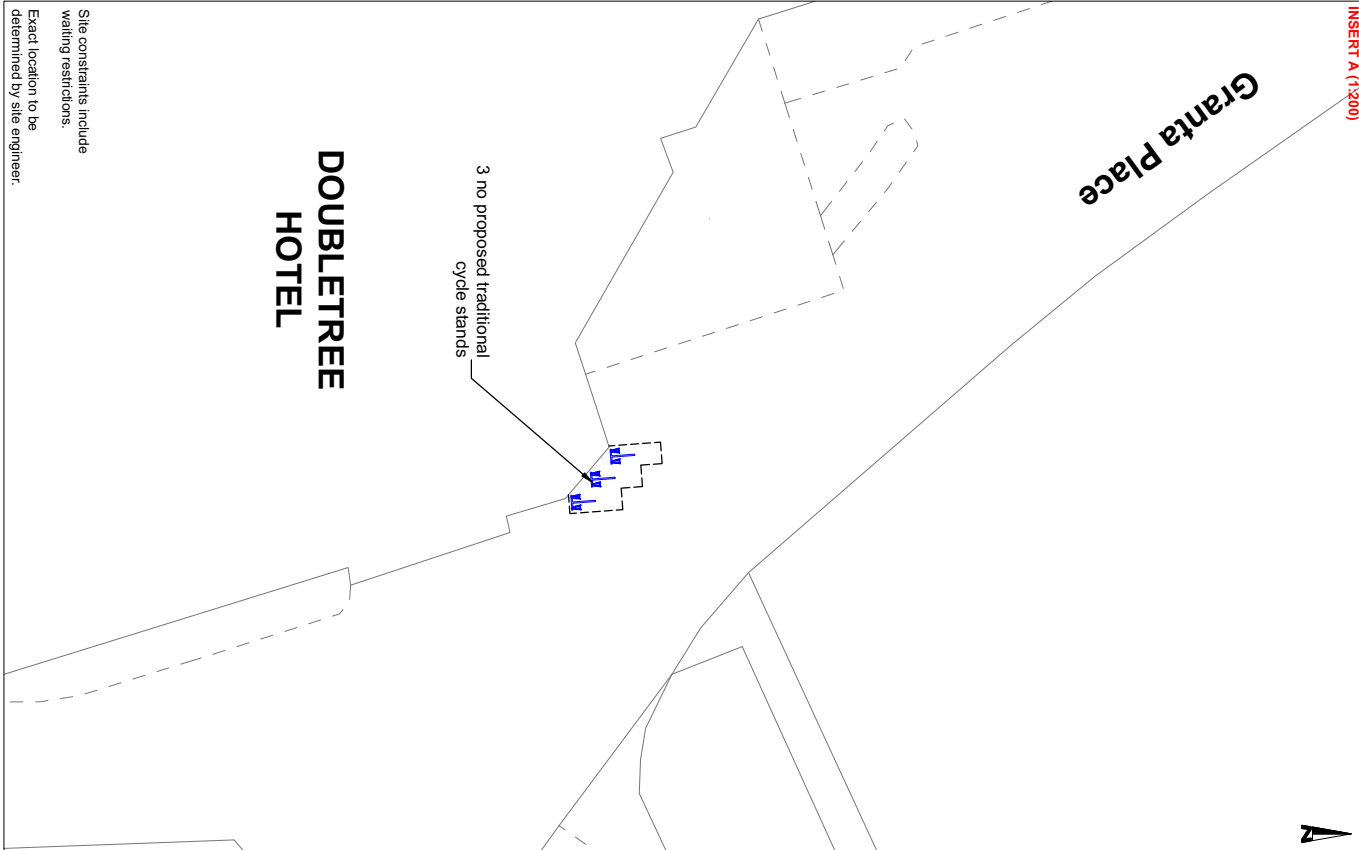 INSERT A (1:200)
Granta Place
3 no proposed traditional
cycle stands
DOUBLETREE
HOTEL
Site constraints include
waiting restrictions.
Exact location to be
determined by site engineer.
N